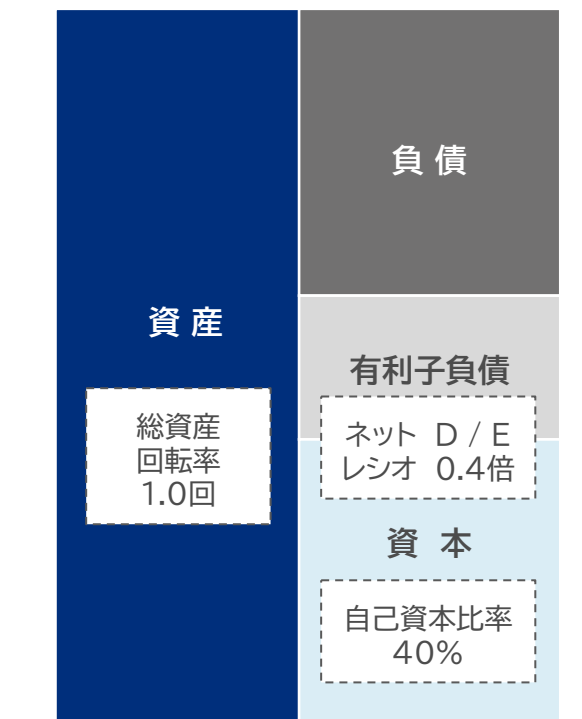 資産
総資産
回転率
1.0回
負債
有利子負債
ネット D / E
レシオ 0.4倍
資本
自己資本比率
40%